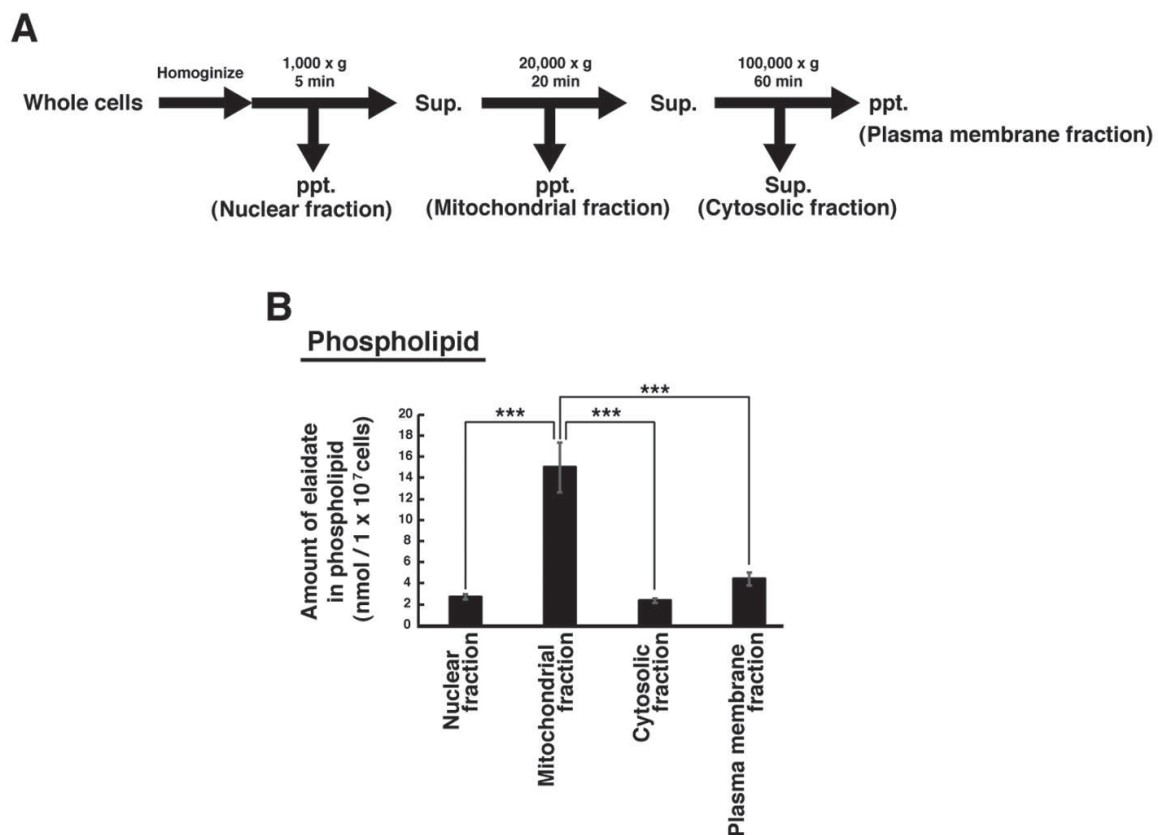 A
Homoginize
1,000 x g
5 min
20,000 x g
20 min
100,000 x g
60 min
Whole cells
Sup.
Sup.
ppt.
(Plasma membrane fraction)
ppt.
(Nuclear fraction)
ppt.
(Mitochondrial fraction)
Sup.
(Cytosolic fraction)
B
Phospholipid
Amount of elaidate
in phospholipid
(nmol / 1 x 10⁷cells)
20
18
16
14
12
10
8
6
4
2
0
***
***
***
Nuclear
fraction
Mitochondrial
fraction
Cytosolic
fraction
Plasma membrane
fraction